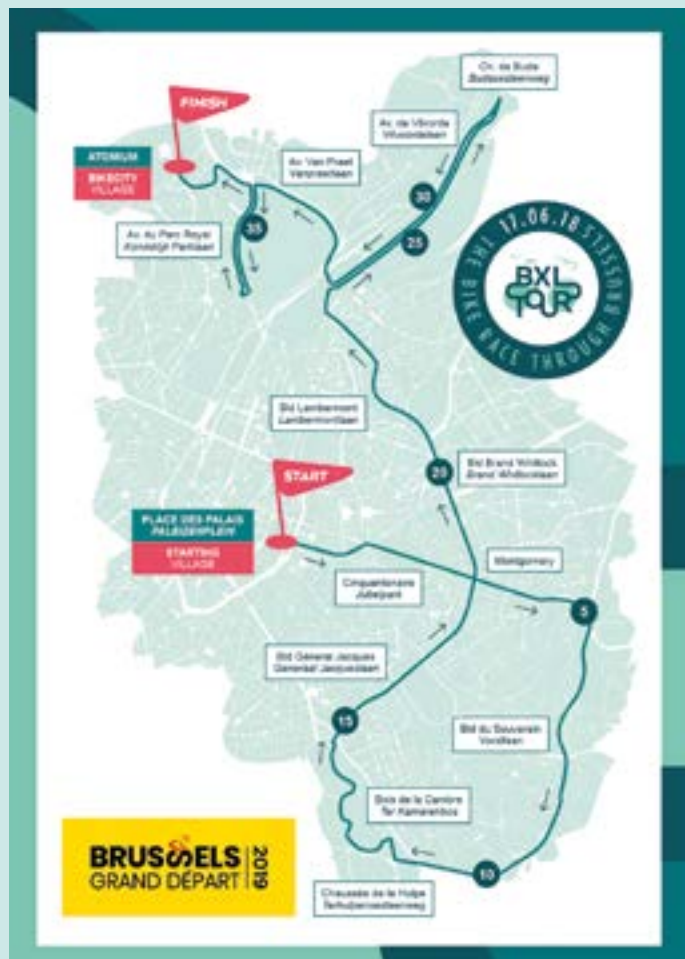 Ch. de Buda
Budasesteenweg
FINISH
Av. de Vilvorde
Vilvoordelaan
ATOMIUM
BIKECITY
VILLAGE
Av. Van Praet
Vanpraetlaan
30
35
25
Av. du Parc Royal
Koninklijk Parklaan
17.06.18
BXL
TOUR
THE BIKE RACE THROUGH BRUSSELS
Bld Lambermont
Lambermontlaan
20
Bld Brand Whitlock
Brand Whitlocklaan
START
PLACE DES PALAIS
PALEIZENPLEIN
STARTING
VILLAGE
Montgomery
Cinquantenaire
Jubelpark
5
Bld Général Jacques
Generaal Jacqueslaan
15
Bld du Souverain
Vorstlaan
Bois de la Cambre
Ter Kamerenbos
BRUSSELS
GRAND DÉPART
2019
10
Chaussée de la Hulpe
Terhulpensesteenweg